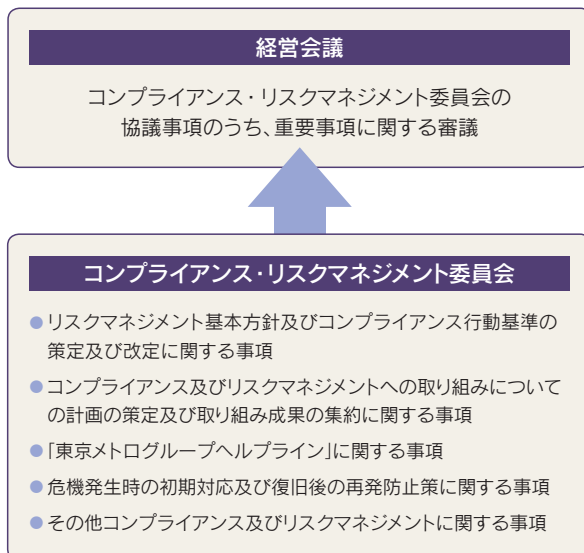 経営会議
コンプライアンス・リスクマネジメント委員会の
協議事項のうち、重要事項に関する審議
コンプライアンス・リスクマネジメント委員会
●リスクマネジメント基本方針及びコンプライアンス行動基準の
策定及び改定に関する事項
●コンプライアンス及びリスクマネジメントへの取り組みについて
の計画の策定及び取り組み成果の集約に関する事項
●「東京メトログループヘルプライン」に関する事項
●危機発生時の初期対応及び復旧後の再発防止策に関する事項
●その他コンプライアンス及びリスクマネジメントに関する事項